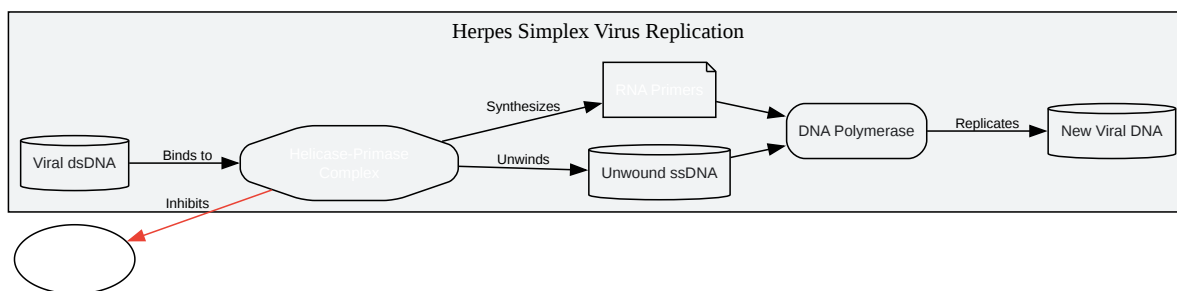 Herpes Simplex Virus Replication
Synthesizes
RNA Primers
Viral dsDNA
Binds to
Helicase-Primase
Complex
Unwinds
Unwound ssDNA
DNA Polymerase
Replicates
New Viral DNA
Inhibits